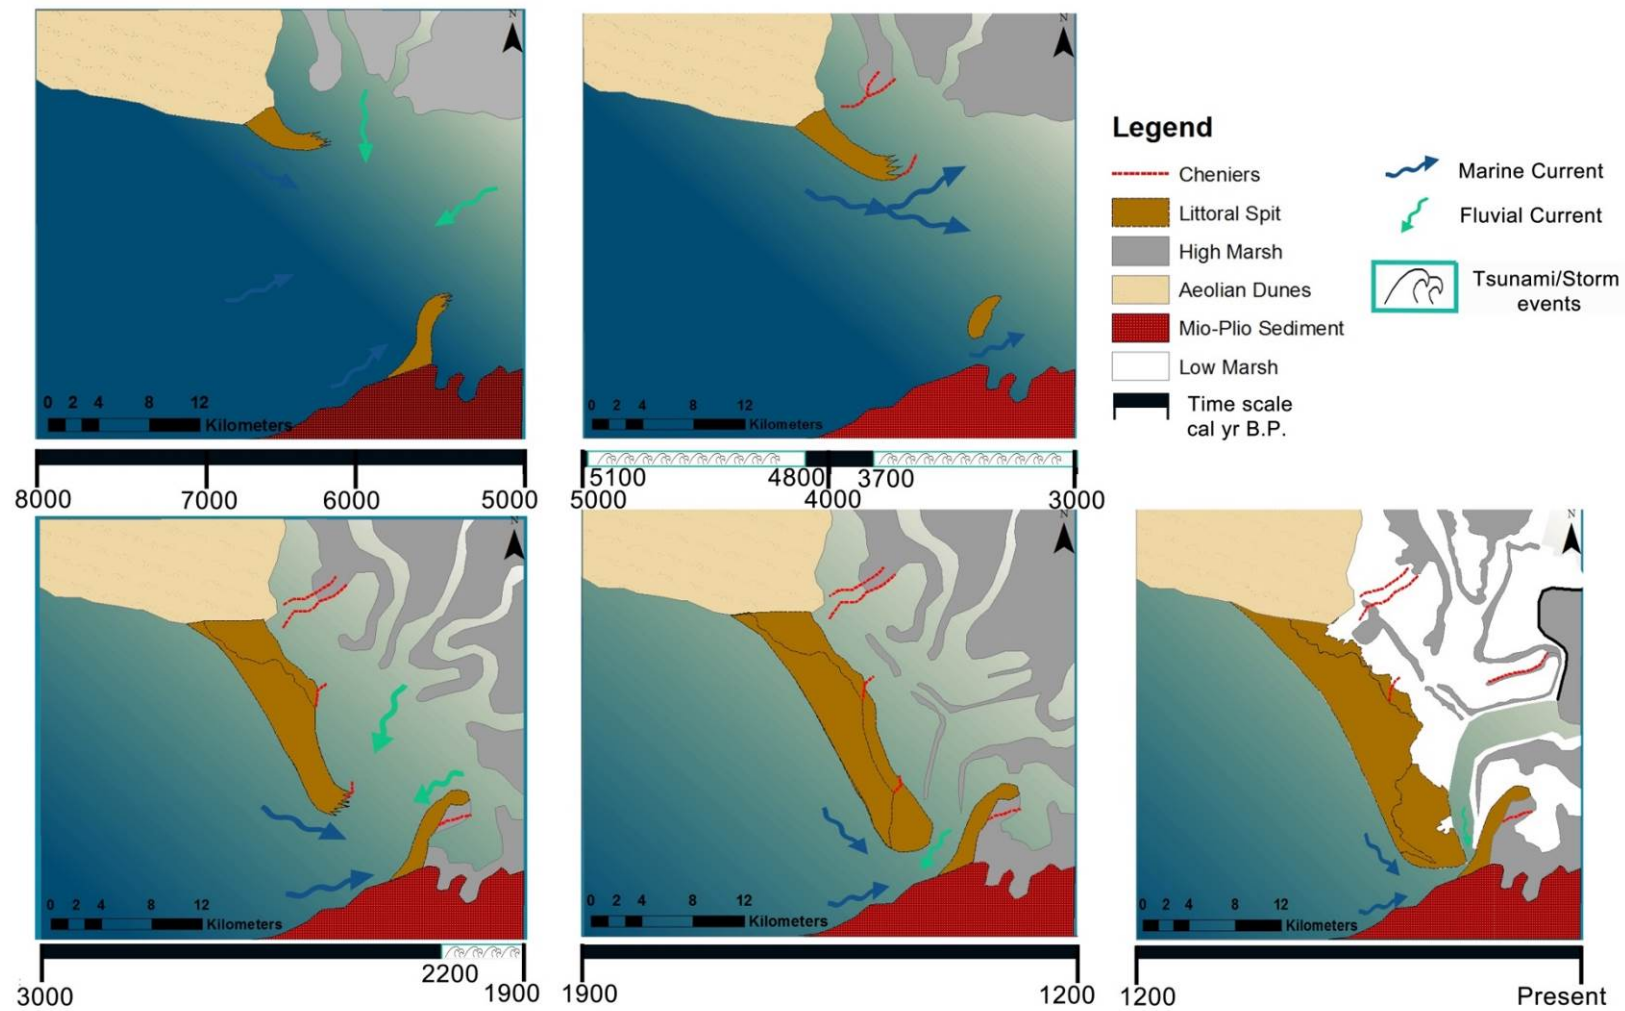 N
0 2 4 8 12
Kilometers
8000 7000 6000 5000
N
0 2 4 8 12
Kilometers
5100 4800 3700
5000 4000 3000
Legend
Cheniers
Littoral Spit
High Marsh
Aeolian Dunes
Mio-Plio Sediment
Low Marsh
Time scale
cal yr B.P.
Marine Current
Fluvial Current
Tsunami/Storm
events
N
0 2 4 8 12
Kilometers
2200
3000 1900
N
0 2 4 8 12
Kilometers
1900 1200
N
0 2 4 8 12
Kilometers
1200 Present